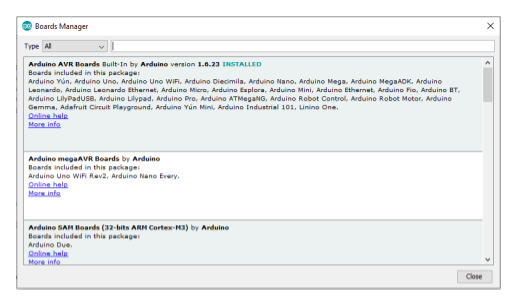 Boards Manager
Type All
Arduino AVR Boards Built-In by Arduino version 1.6.23 INSTALLED
Boards included in this package:
Arduino Yún, Arduino Uno, Arduino Uno WiFi, Arduino Diecimila, Arduino Nano, Arduino Mega, Arduino MegaADK, Arduino
Leonardo, Arduino Leonardo Ethernet, Arduino Micro, Arduino Esplora, Arduino Mini, Arduino Ethernet, Arduino Fio, Arduino BT,
Arduino LilyPadUSB, Arduino Lilypad, Arduino Pro, Arduino ATMegaNG, Arduino Robot Control, Arduino Robot Motor, Arduino
Gemma, Adafruit Circuit Playground, Arduino Yún Mini, Arduino Industrial 101, Linino One.
Online help
More info
Arduino megaAVR Boards by Arduino
Boards included in this package:
Arduino Uno WiFi Rev2, Arduino Nano Every.
Online help
More info
Arduino SAM Boards (32-bits ARM Cortex-M3) by Arduino
Boards included in this package:
Arduino Due.
Online help
More info
Close